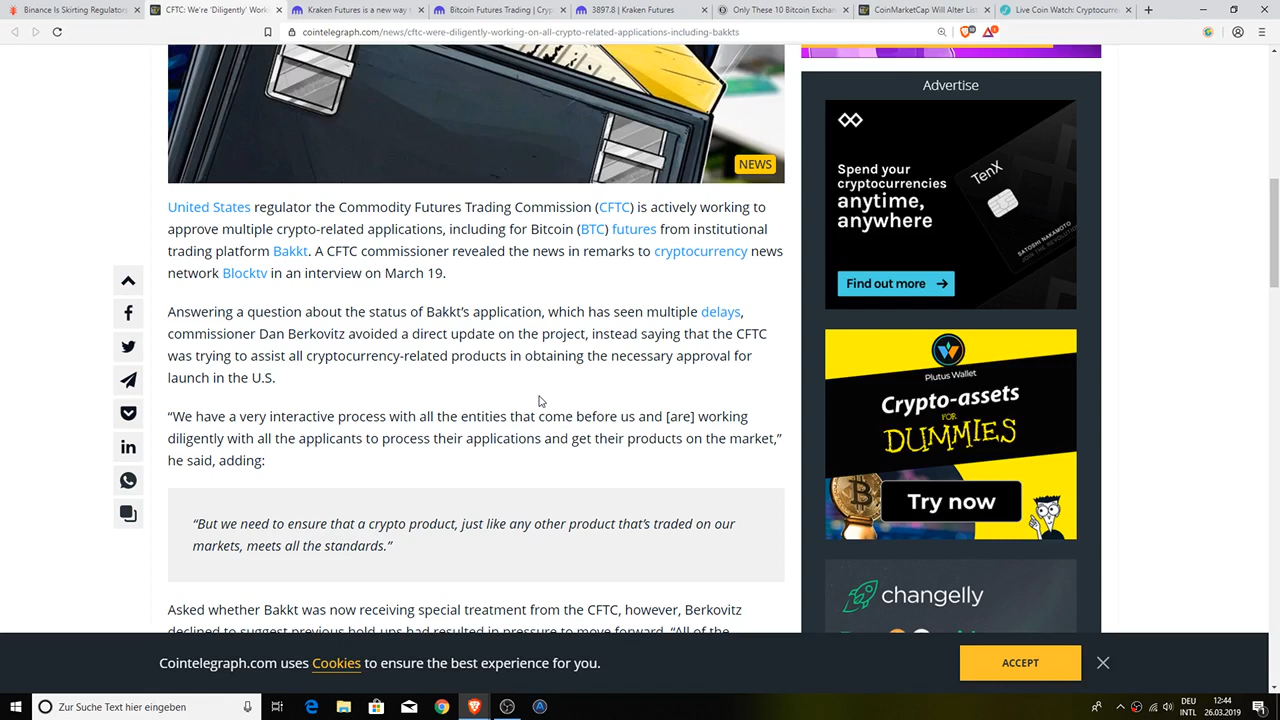 Binance Is Skirting Regulators
CFTC: We're 'Diligently' Work
Kraken Futures is a new way t
Bitcoin Futures Trading | Cryp
3897.8 | Kraken Futures
Only These 10 Bitcoin Exchan
CoinMarketCap Will Alter List
Live Coin Watch: Cryptocurre
cointelegraph.com/news/cftc-were-diligently-working-on-all-crypto-related-applications-including-bakkts
NEWS
United States regulator the Commodity Futures Trading Commission (CFTC) is actively working to
approve multiple crypto-related applications, including for Bitcoin (BTC) futures from institutional
trading platform Bakkt. A CFTC commissioner revealed the news in remarks to cryptocurrency news
network Blocktv in an interview on March 19.
Answering a question about the status of Bakkt's application, which has seen multiple delays,
commissioner Dan Berkovitz avoided a direct update on the project, instead saying that the CFTC
was trying to assist all cryptocurrency-related products in obtaining the necessary approval for
launch in the U.S.
“We have a very interactive process with all the entities that come before us and [are] working
diligently with all the applicants to process their applications and get their products on the market,”
he said, adding:
“But we need to ensure that a crypto product, just like any other product that’s traded on our
markets, meets all the standards.”
Asked whether Bakkt was now receiving special treatment from the CFTC, however, Berkovitz
declined to suggest previous hold-ups had resulted in pressure to move forward. “All of the
Advertise
Spend your
cryptocurrencies
anytime,
anywhere
TenX
SATOSHI NAKAMOTO
Find out more
Plutus Wallet
Crypto-assets
FOR
DUMMIES
Try now
changelly
Cointelegraph.com uses Cookies to ensure the best experience for you.
ACCEPT
Zur Suche Text hier eingeben
DEU
INTL
12:44
26.03.2019